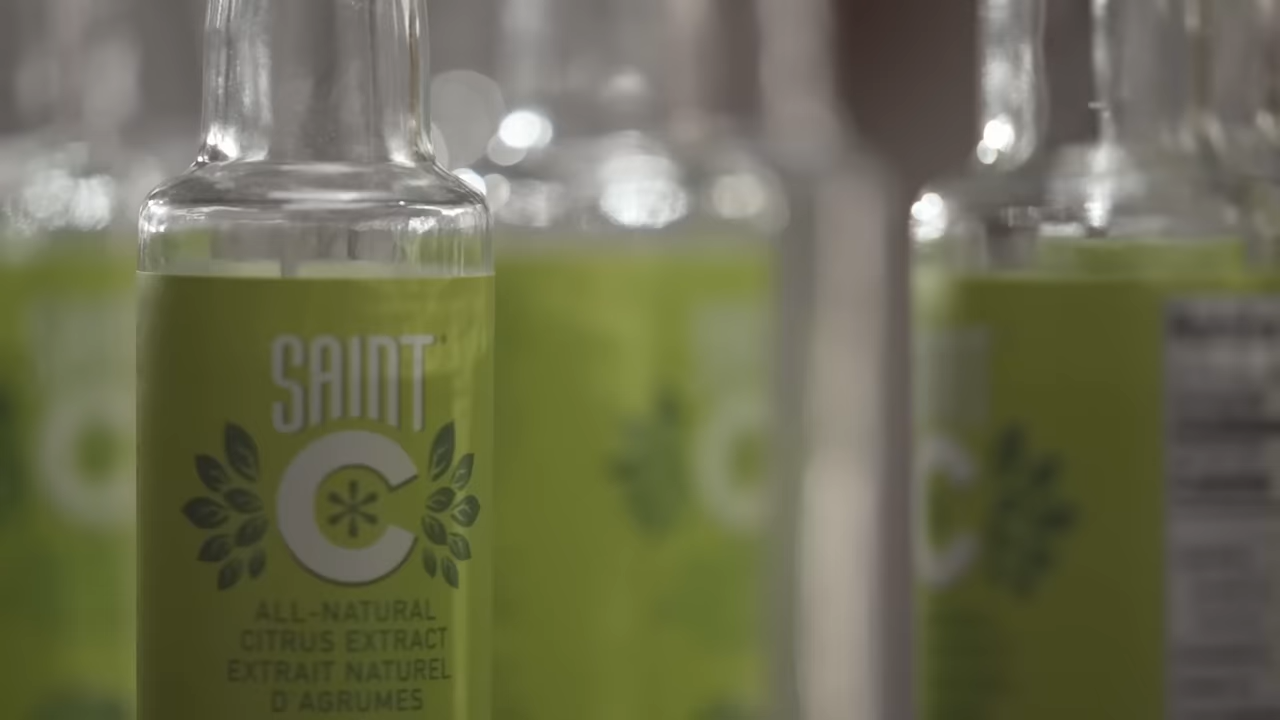 SAINT
C
ALL-NATURAL
CITRUS EXTRACT
EXTRAIT NATUREL
D'AGRUMES
C